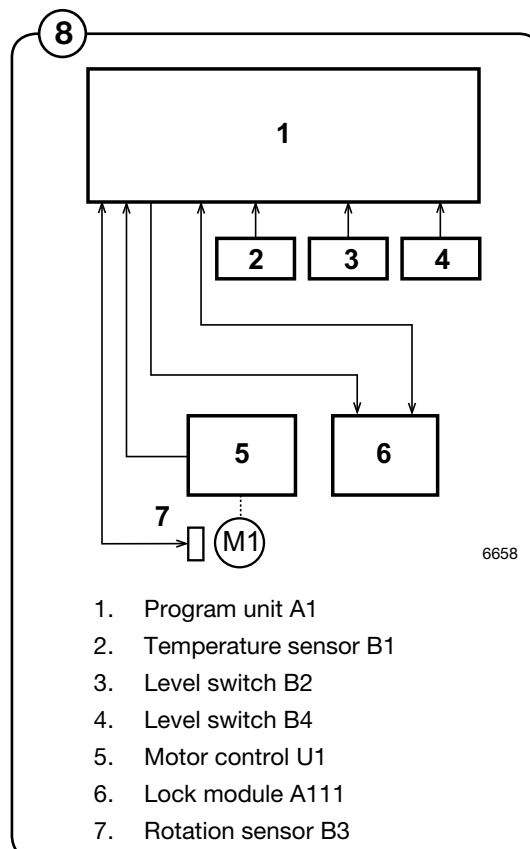 8
1
2 3 4
5 6
7
M1
6658
1. Program unit A1
2. Temperature sensor B1
3. Level switch B2
4. Level switch B4
5. Motor control U1
6. Lock module A111
7. Rotation sensor B3